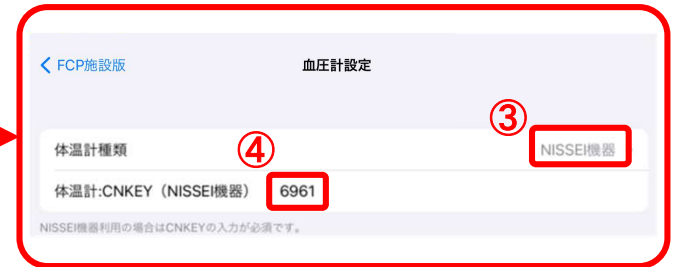 < FCP施設版 血圧計設定
③
体温計種類 NISSEI機器
④
体温計:CNKEY（NISSEI機器） 6961
NISSEI機器利用の場合はCNKEYの入力が必須です。